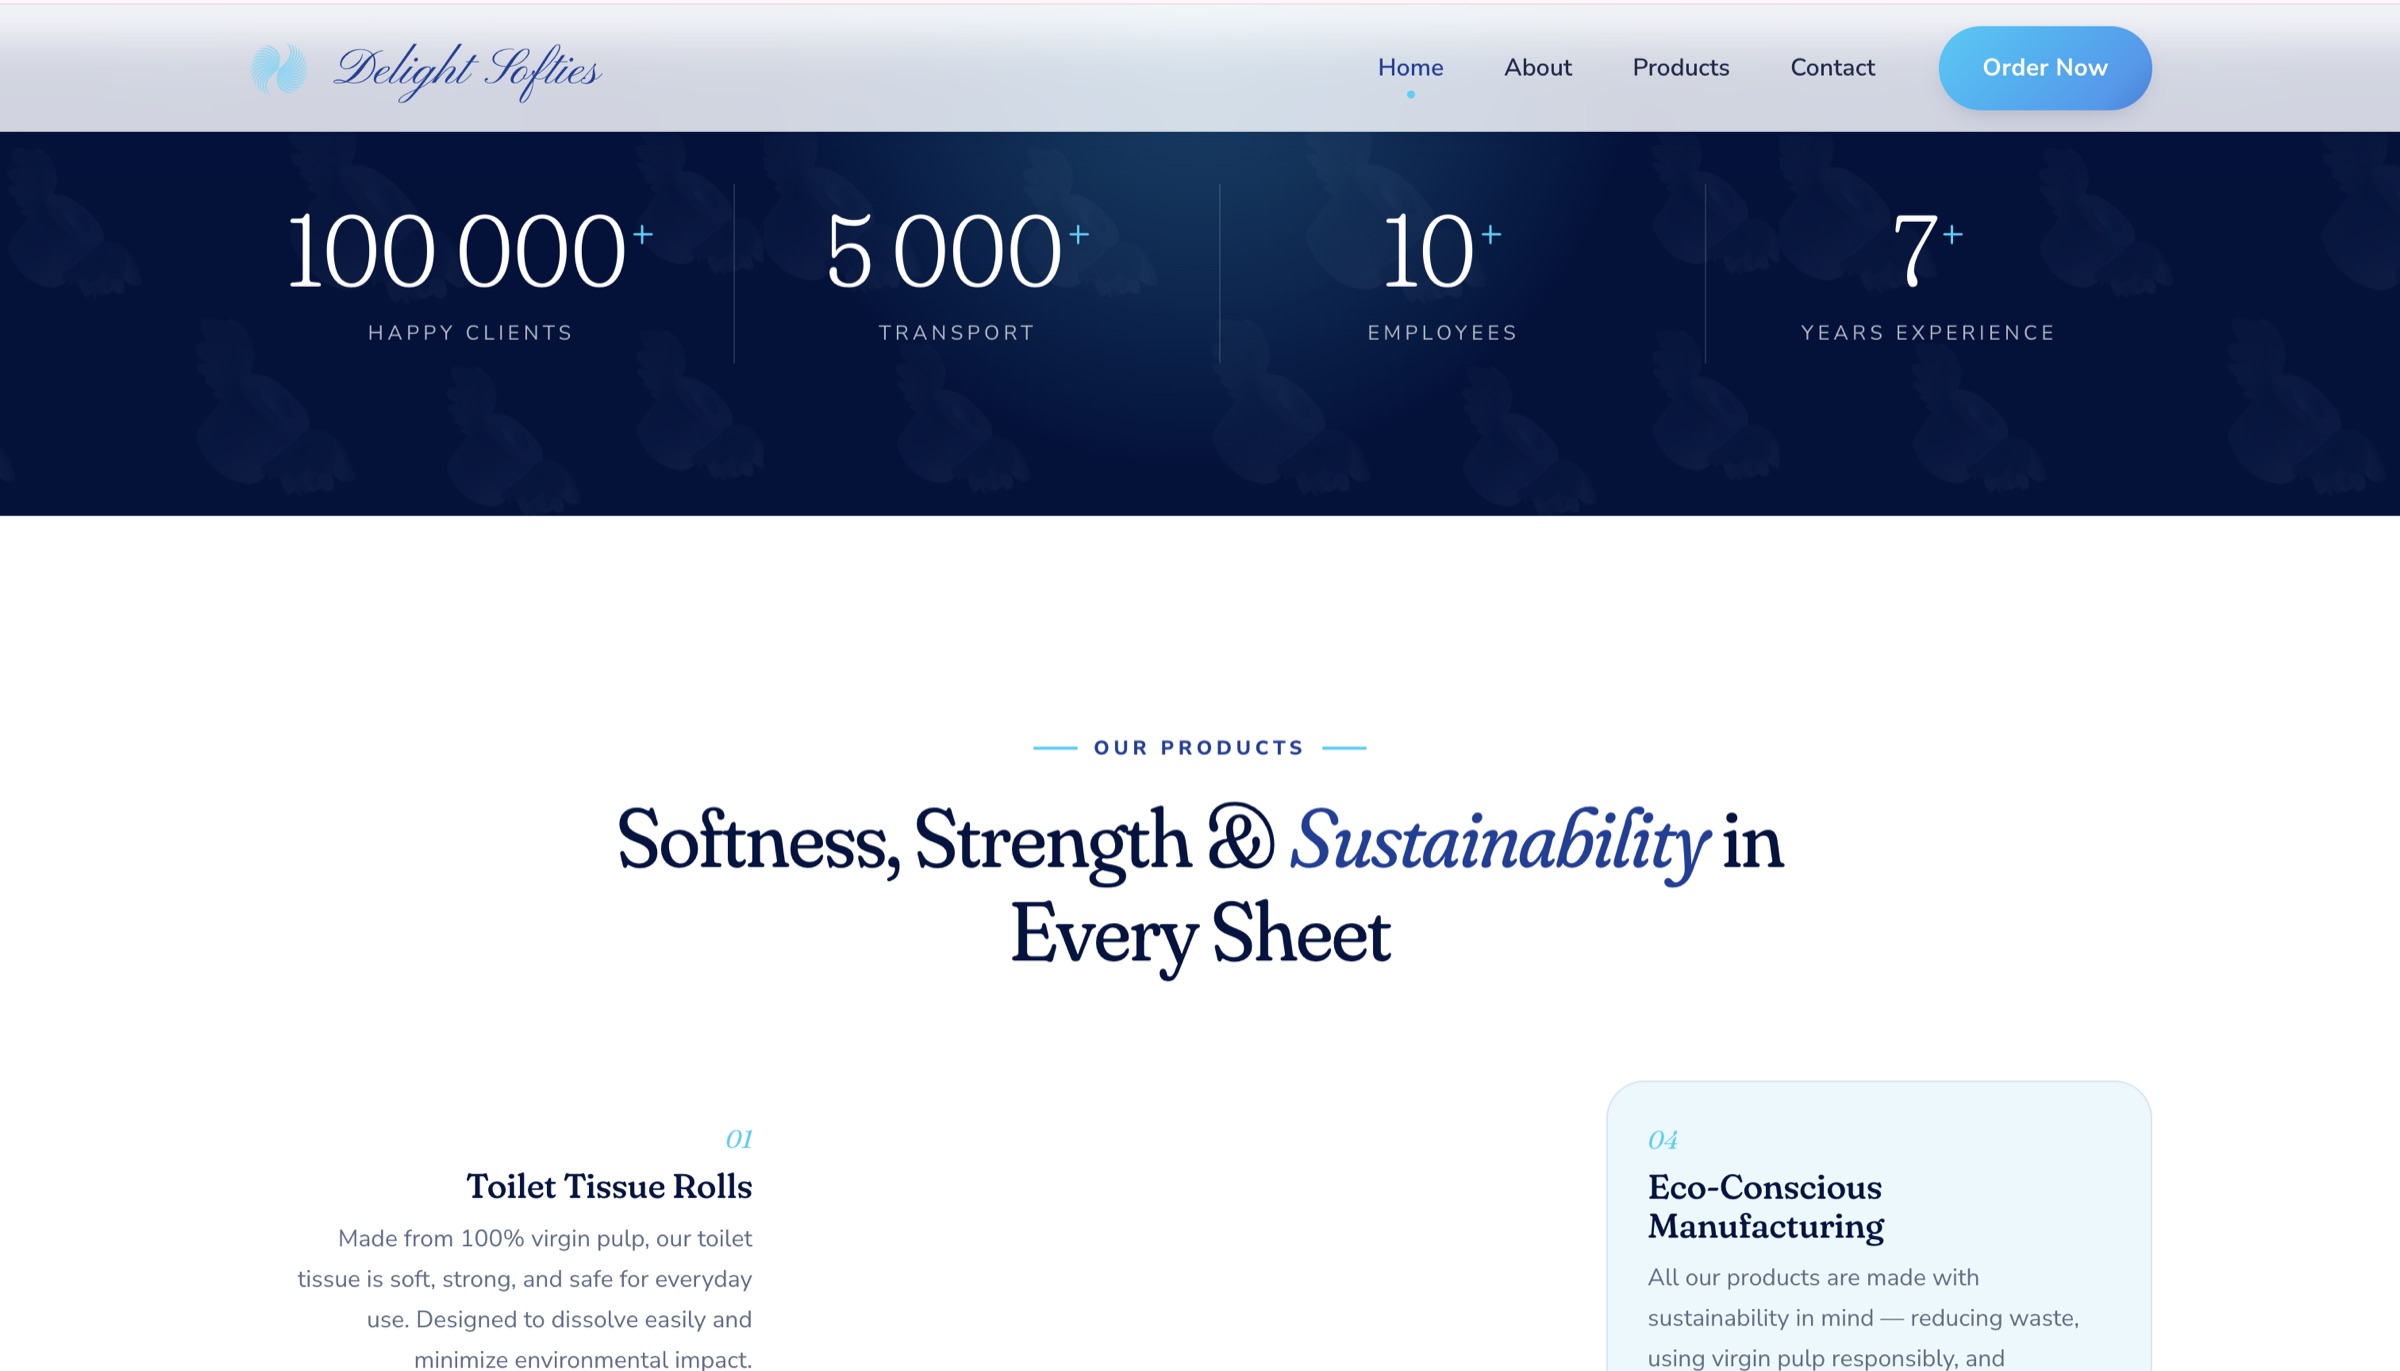 Delight Softies
Home About Products Contact Order Now
100 000+ 5 000+ 10+ 7+
HAPPY CLIENTS TRANSPORT EMPLOYEES YEARS EXPERIENCE
OUR PRODUCTS
Softness, Strength & Sustainability in
Every Sheet
01
Toilet Tissue Rolls
Made from 100% virgin pulp, our toilet
tissue is soft, strong, and safe for everyday
use. Designed to dissolve easily and
minimize environmental impact.
04
Eco-Conscious
Manufacturing
All our products are made with
sustainability in mind — reducing waste,
using virgin pulp responsibly, and